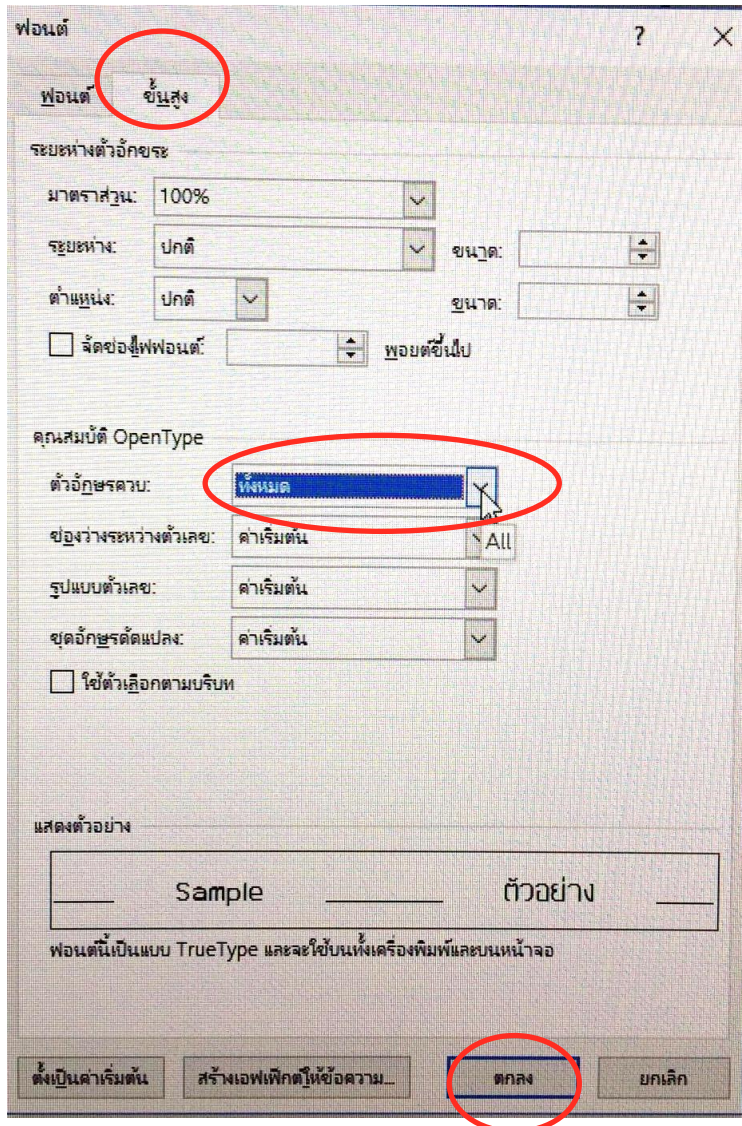 ฟอนต์ ? ×
ฟอนต์ ขั้นสูง
ระยะห่างตัวอักขระ
มาตราส่วน: 100%
ระยะห่าง: ปกติ ขนาด:
ตำแหน่ง: ปกติ ขนาด:
จัดช่องไฟฟอนต์: พอยต์ขึ้นไป
คุณสมบัติ OpenType
ตัวอักษรควบ: ทั้งหมด
ช่องว่างระหว่างตัวเลข: ค่าเริ่มต้น All
รูปแบบตัวเลข: ค่าเริ่มต้น
ชุดอักษรดัดแปลง: ค่าเริ่มต้น
ใช้ตัวเลือกตามบริบท
แสดงตัวอย่าง
Sample ตัวอย่าง
ฟอนต์นี้เป็นแบบ TrueType และจะใช้บนทั้งเครื่องพิมพ์และบนหน้าจอ
ตั้งเป็นค่าเริ่มต้น สร้างเอฟเฟ็กต์ให้ข้อความ... ตกลง ยกเลิก